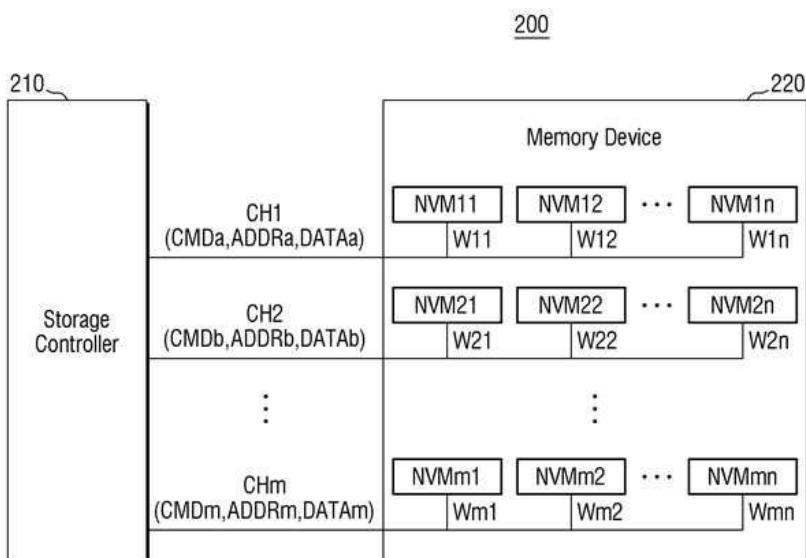 200
210
220
Memory Device
NVM11 NVM12 ... NVM1n
CH1
(CMDa,ADDRa,DATAa)
W11 W12 W1n
NVM21 NVM22 ... NVM2n
CH2
(CMDb,ADDRb,DATAb)
W21 W22 W2n
Storage
Controller
NVMm1 NVMm2 ... NVMmn
CHm
(CMDm,ADDRm,DATAm)
Wm1 Wm2 Wmn